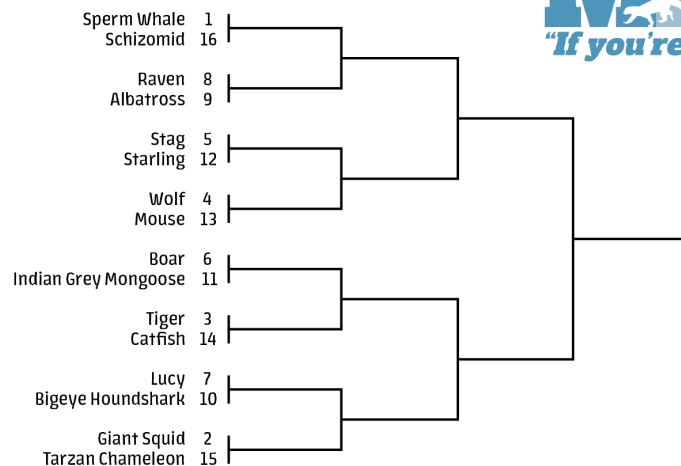 Sperm Whale 1
Schizomid 16
“If you're
Raven 8
Albatross 9
Stag 5
Starling 12
Wolf 4
Mouse 13
Boar 6
Indian Grey Mongoose 11
Tiger 3
Catfish 14
Lucy 7
Bigeye Houndshark 10
Giant Squid 2
Tarzan Chameleon 15